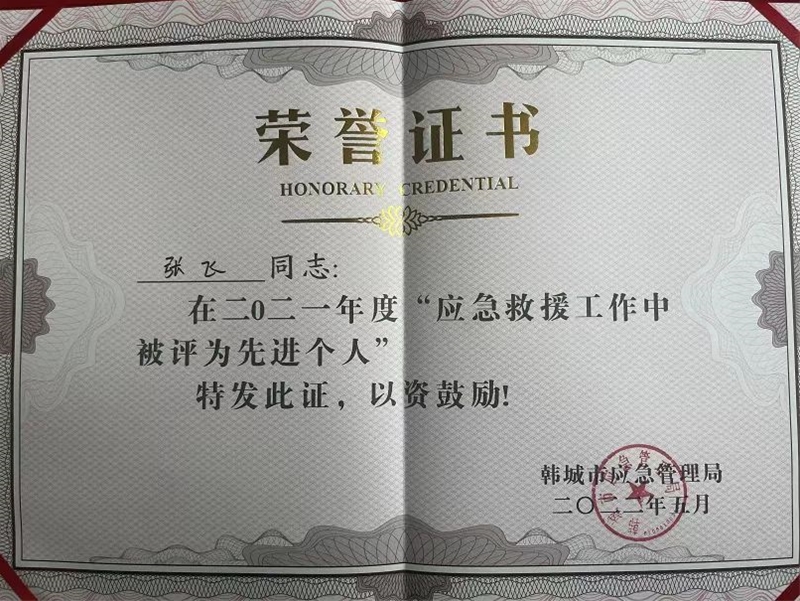 荣誉证书
HONORARY CREDENTIAL
张飞 同志:
在二0二一年度“应急救援工作中
被评为先进个人”
特发此证，以资鼓励!
韩城市应急管理局
二〇二二年五月